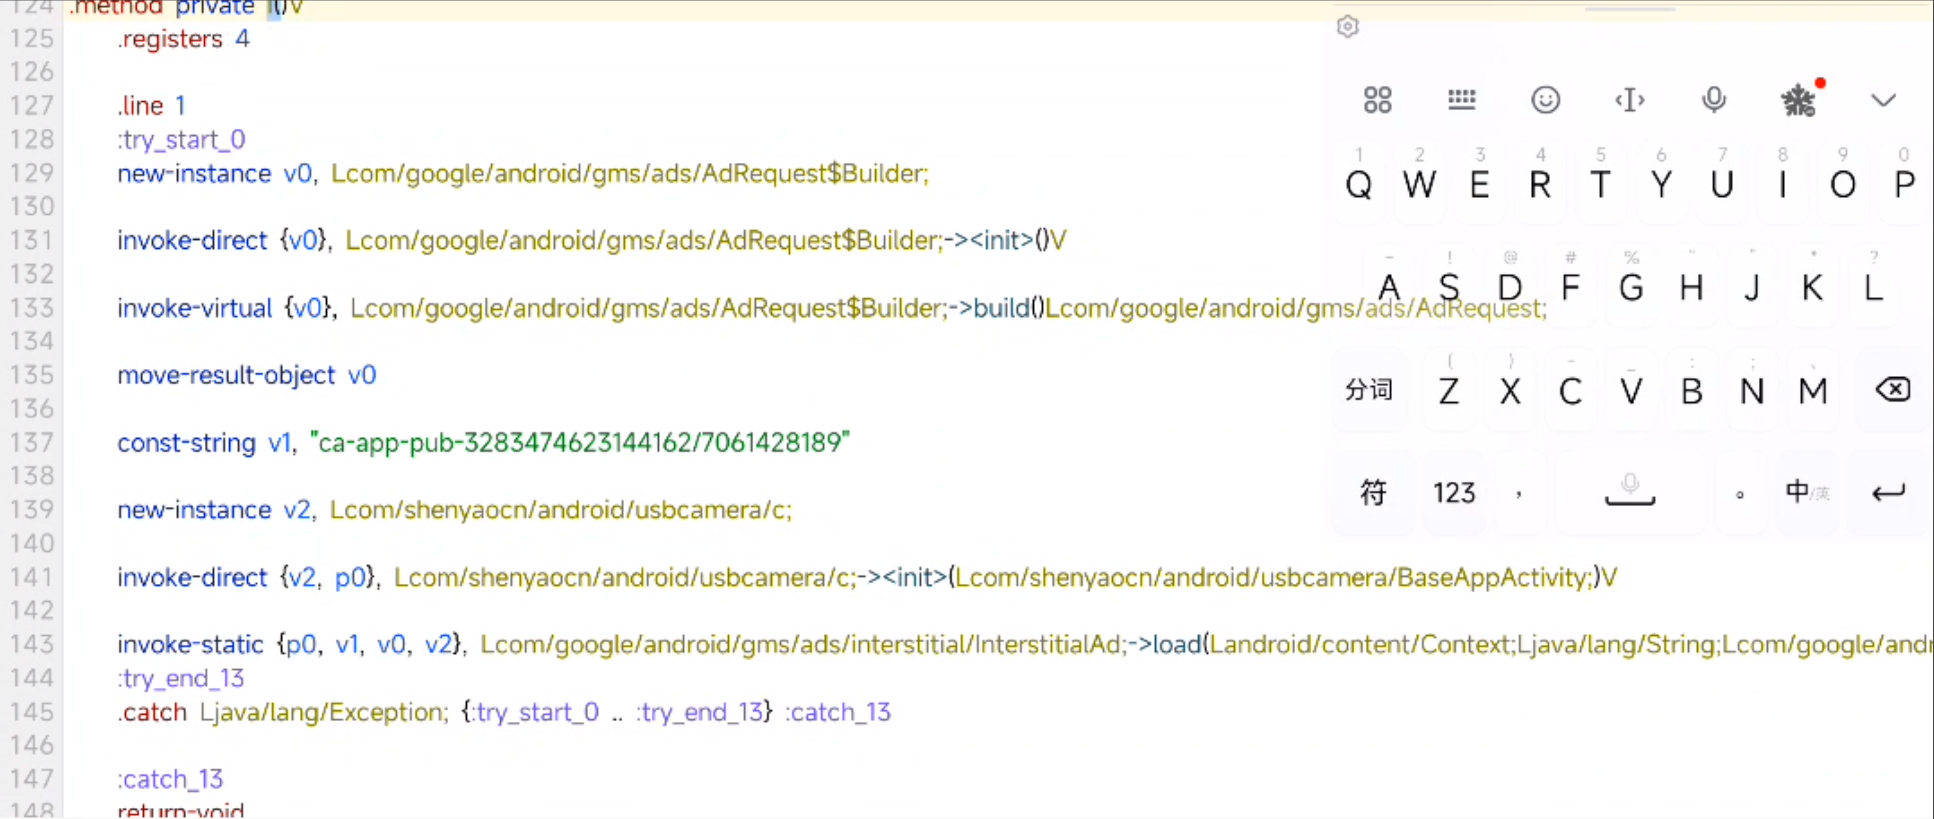 124 .method private l()V
125 .registers 4
126
127 .line 1
128 :try_start_0
129 new-instance v0, Lcom/google/android/gms/ads/AdRequest$Builder;
130
131 invoke-direct {v0}, Lcom/google/android/gms/ads/AdRequest$Builder;-><init>()V
132
133 invoke-virtual {v0}, Lcom/google/android/gms/ads/AdRequest$Builder;->build()Lcom/google/android/gms/ads/AdRequest;
134
135 move-result-object v0
136
137 const-string v1, "ca-app-pub-3283474623144162/7061428189"
138
139 new-instance v2, Lcom/shenyaocn/android/usbcamera/c;
140
141 invoke-direct {v2, p0}, Lcom/shenyaocn/android/usbcamera/c;-><init>(Lcom/shenyaocn/android/usbcamera/BaseAppActivity;)V
142
143 invoke-static {p0, v1, v0, v2}, Lcom/google/android/gms/ads/interstitial/InterstitialAd;->load(Landroid/content/Context;Ljava/lang/String;Lcom/google/andr
144 :try_end_13
145 .catch Ljava/lang/Exception; {:try_start_0 .. :try_end_13} :catch_13
146
147 :catch_13
148 return-void
1 2 3 4 5 6 7 8 9 0
Q W E R T Y U I O P
- ! @ # % " " * ?
A S D F G H J K L
( ) - _ : ; 、
分词 Z X C V B N M
符 123 , 。 中/英